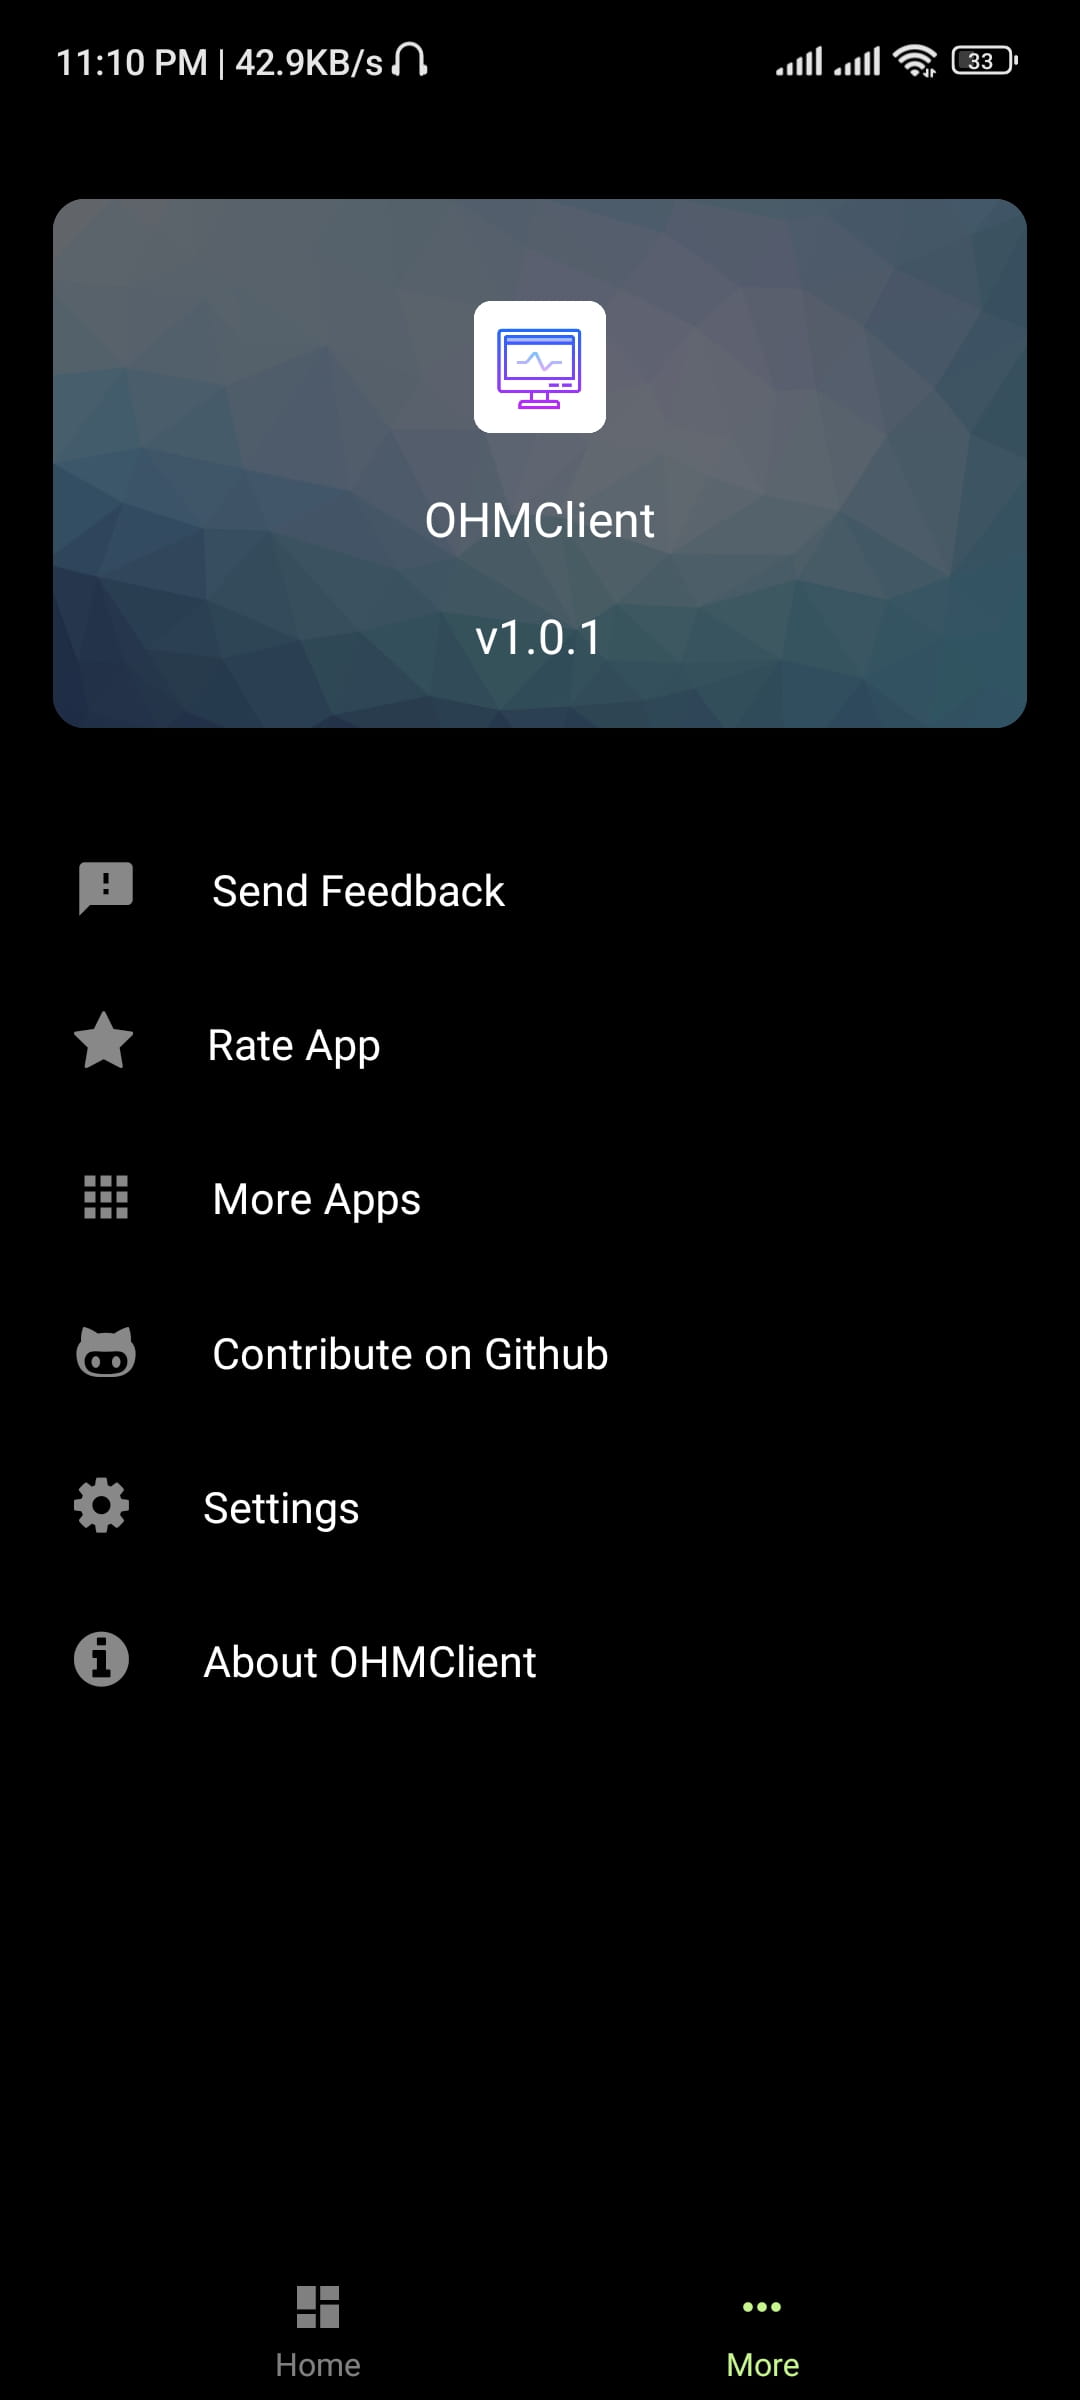 11:10 PM | 42.9KB/s
33
OHMClient
v1.0.1
Send Feedback
Rate App
More Apps
Contribute on Github
Settings
About OHMClient
Home
More